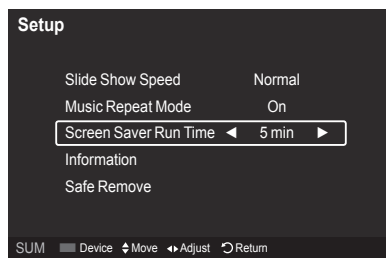 Setup
Slide Show Speed Normal
Music Repeat Mode On
Screen Saver Run Time ◄ 5 min ►
Information
Safe Remove
SUM Device Move Adjust Return